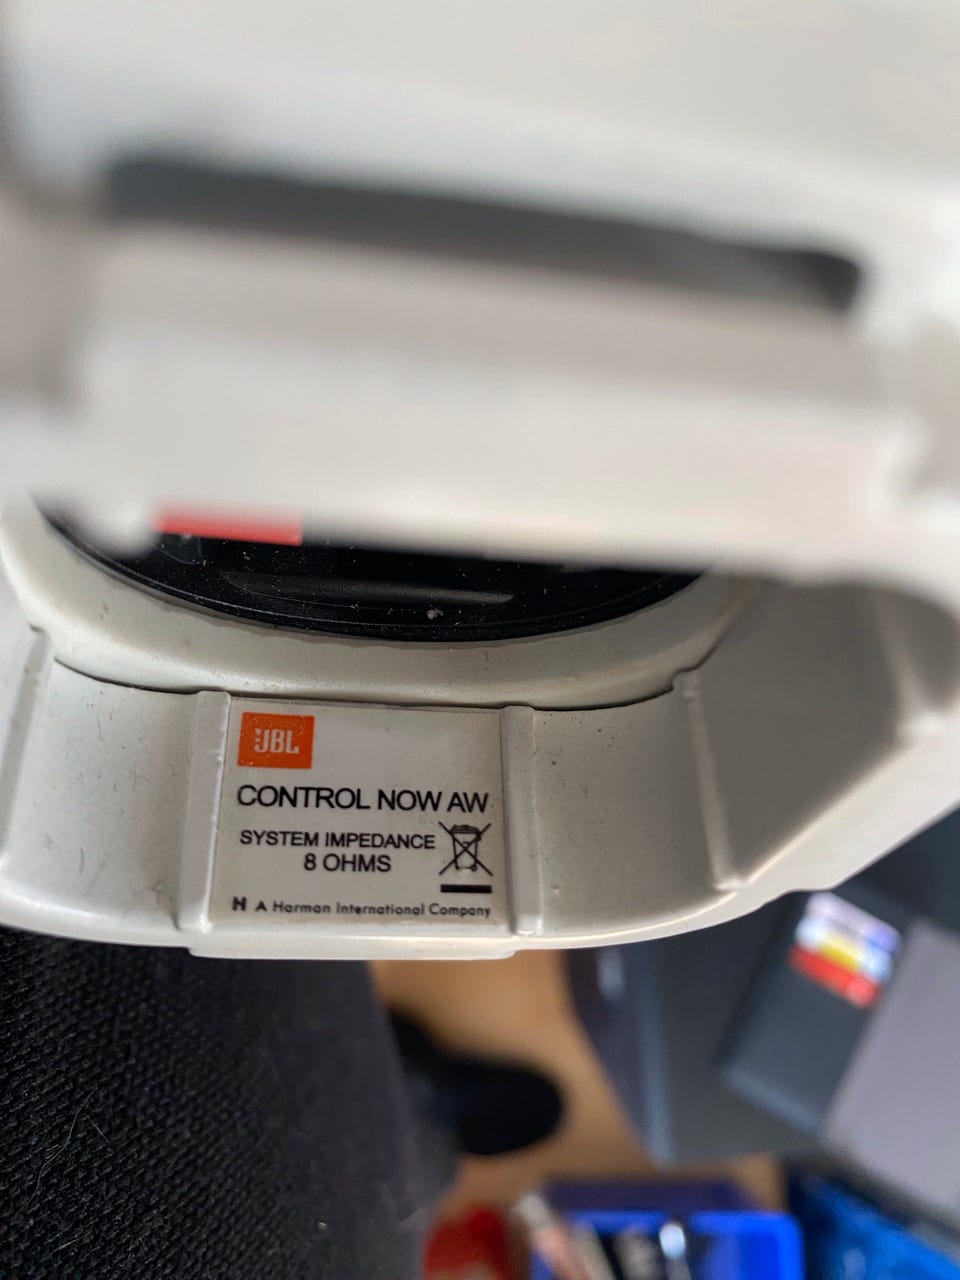 JBL
CONTROL NOW AW
SYSTEM IMPEDANCE
8 OHMS
H A Harman International Company